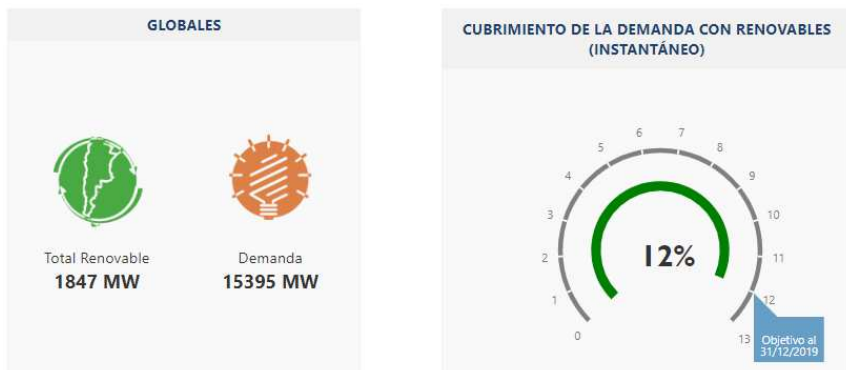 GLOBALES
Total Renovable
1847 MW
Demanda
15395 MW
CUBRIMIENTO DE LA DEMANDA CON RENOVABLES
(INSTANTÁNEO)
0
1
2
3
4
5
6
7
8
9
10
11
12
13
12%
Objetivo al
31/12/2019